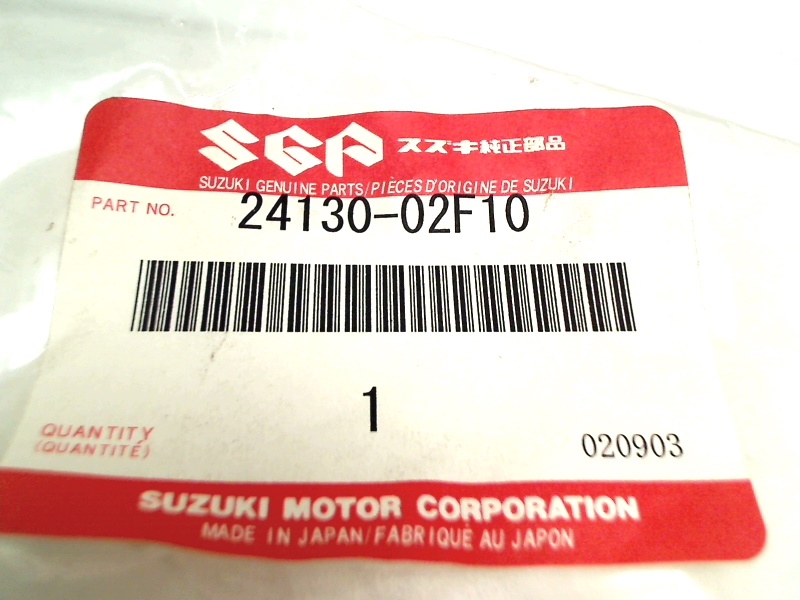 SGP スズキ純正部品
SUZUKI GENUINE PARTS/PIÈCES D'ORIGINE DE SUZUKI
PART NO. 24130-02F10
1
QUANTITY
(QUANTITÉ)
020903
SUZUKI MOTOR CORPORATION
MADE IN JAPAN/FABRIQUÉ AU JAPON